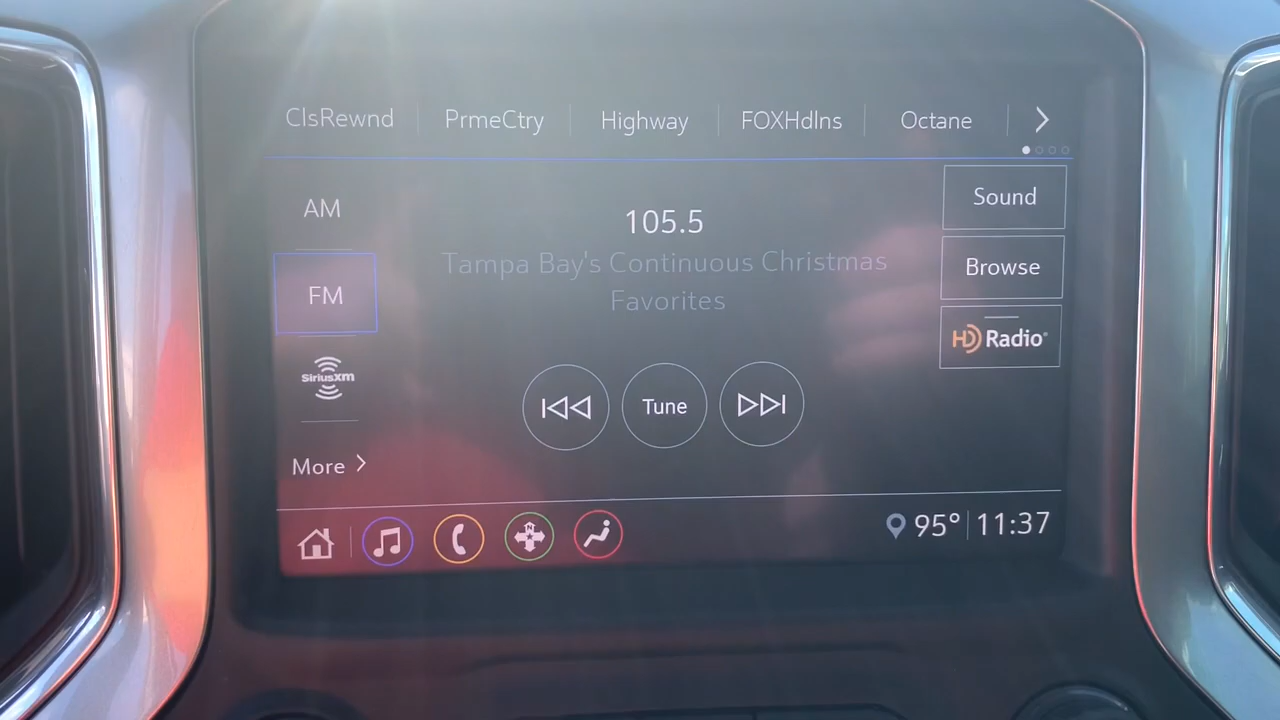 ClsRewnd PrmeCtry Highway FOXHdlns Octane
AM
105.5
Sound
Tampa Bay's Continuous Christmas
Favorites
Browse
FM
HD Radio
SiriusXM
Tune
More
N
95° 11:37